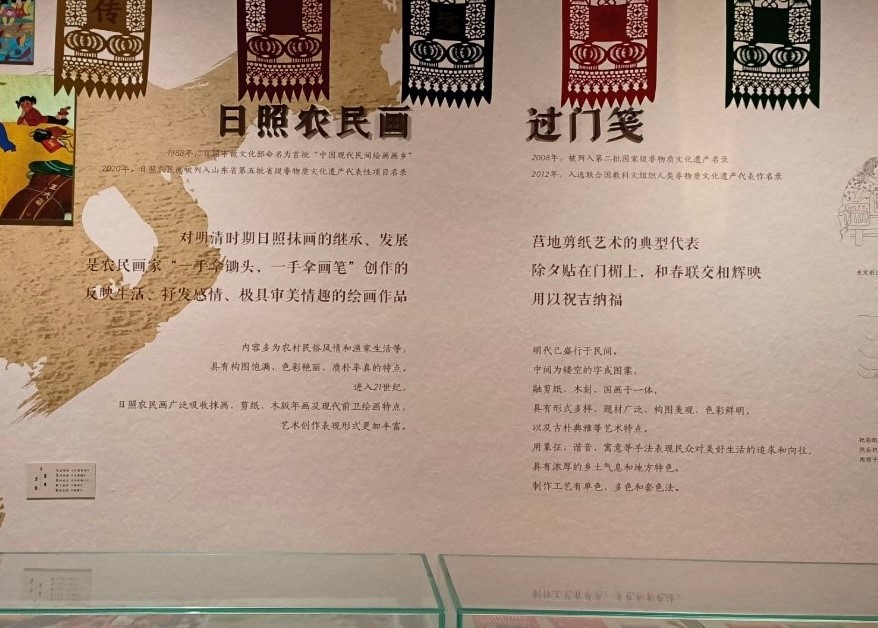 传
日照农民画
1988年，日照市被文化部命名为首批“中国现代民间绘画画乡”
2020年，日照农民画被列入山东省第五批省级非物质文化遗产代表性项目名录
对明清时期日照抹画的继承、发展
是农民画家“一手拿锄头，一手拿画笔”创作的
反映生活、抒发感情、极具审美情趣的绘画作品
内容多为农村民俗风情和渔家生活等，
具有构图饱满、色彩艳丽、质朴率真的特点。
进入21世纪，
日照农民画广泛吸收抹画、剪纸、木版年画及现代前卫绘画特点，
艺术创作表现形式更加丰富。
过门笺
2008年，被列入第二批国家级非物质文化遗产名录
2012年，入选联合国教科文组织人类非物质文化遗产代表作名录
莒地剪纸艺术的典型代表
除夕贴在门楣上，和春联交相辉映
用以祝吉纳福
明代已盛行于民间。
中间为镂空的字或图案，
融剪纸、木刻、国画于一体，
具有形式多样、题材广泛、构图美观、色彩鲜明，
以及古朴典雅等艺术特点。
用象征、谐音、寓意等手法表现民众对美好生活的追求和向往，
具有浓厚的乡土气息和地方特色。
制作工艺有单色、多色和套色法。